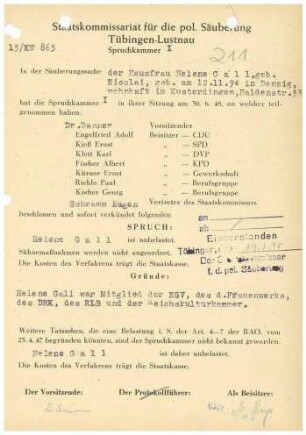 Staatskommissariat für die pol. Säuberung
Tübingen-Lustnau
15/KW 865
Spruchkammer I
211
In der Säuberungssache der Hausfrau Helene Gall, geb.
Nicolai, geb. am 12.11.94 in Danzig,
wohnhaft in Kusterdingen, Haldenstr.
hat die Spruchkammer I in ihrer Sitzung am 30.6.48 an welcher teil-
genommen haben:
Dr. Danner Vorsitzender
Engelfried Adolf Beisitzer — CDU
Kieß Ernst „ — SPD
Klett Karl „ — DVP
Fischer Albert „ — KPD
Kürner Ernst „ — Gewerkschaft
Riehle Paul „ — Berufsgruppe
Kocher Georg „ — Berufsgruppe
Schramm Eugen Vertreter des Staatskommissars
beschlossen und sofort verkündet folgenden
an
SPRUCH:
ab
Einverstanden
Helene Gall ist unbelastet.
Sühnemaßnahmen werden nicht angeordnet.
Tübingen,
Die Kosten des Verfahrens trägt die Staatskasse.
f. d. pol. Säuberung
Gründe:
Helene Gall war Mitglied der NSV, des d. Frauenwerks,
des DRK, des RLB und der Reichskulturkammer.
Weitere Tatsachen, die eine Belastung i. S. der Art. 4—7 der RAO. vom
25. 4. 47 begründen könnten, sind der Spruchkammer nicht bekannt geworden.
Helene Gall ist daher unbelastet.
Die Kosten des Verfahrens trägt die Staatskasse.
Der Vorsitzende: Der Protokollführer: Als Beisitzer: